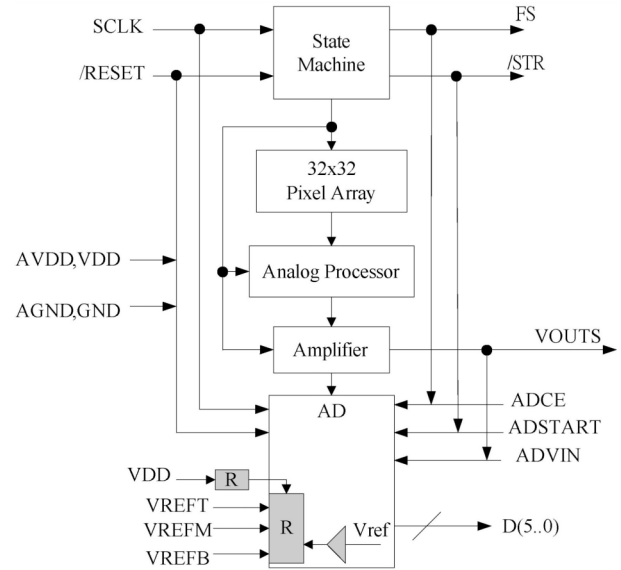 SCLK
State
Machine
FS
/RESET
/STR
32x32
Pixel Array
AVDD,VDD
Analog Processor
AGND,GND
Amplifier
VOUTS
AD
ADCE
ADSTART
ADVIN
VDD
R
VREFT
VREFM
R
Vref
D(5..0)
VREFB